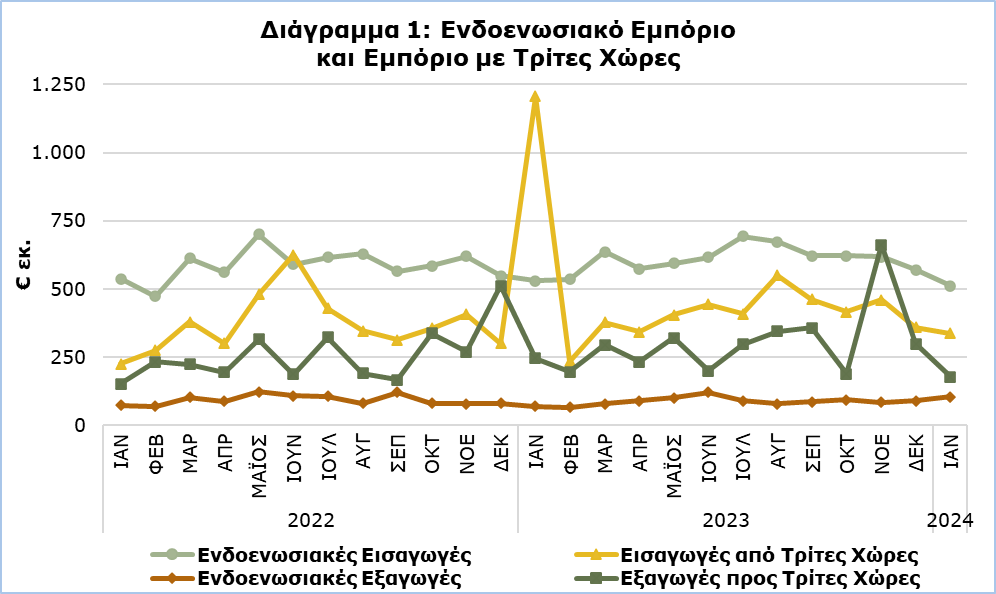 Διάγραμμα 1: Ενδοενωσιακό Εμπόριο
και Εμπόριο με Τρίτες Χώρες
1.250
1.000
750
500
250
0
€ εκ.
ΙΑΝ ΦΕΒ ΜΑΡ ΑΠΡ ΜΑΪΟΣ ΙΟΥΝ ΙΟΥΛ ΑΥΓ ΣΕΠ ΟΚΤ ΝΟΕ ΔΕΚ ΙΑΝ ΦΕΒ ΜΑΡ ΑΠΡ ΜΑΪΟΣ ΙΟΥΝ ΙΟΥΛ ΑΥΓ ΣΕΠ ΟΚΤ ΝΟΕ ΔΕΚ ΙΑΝ
2022 2023 2024
Ενδοενωσιακές Εισαγωγές Εισαγωγές από Τρίτες Χώρες
Ενδοενωσιακές Εξαγωγές Εξαγωγές προς Τρίτες Χώρες